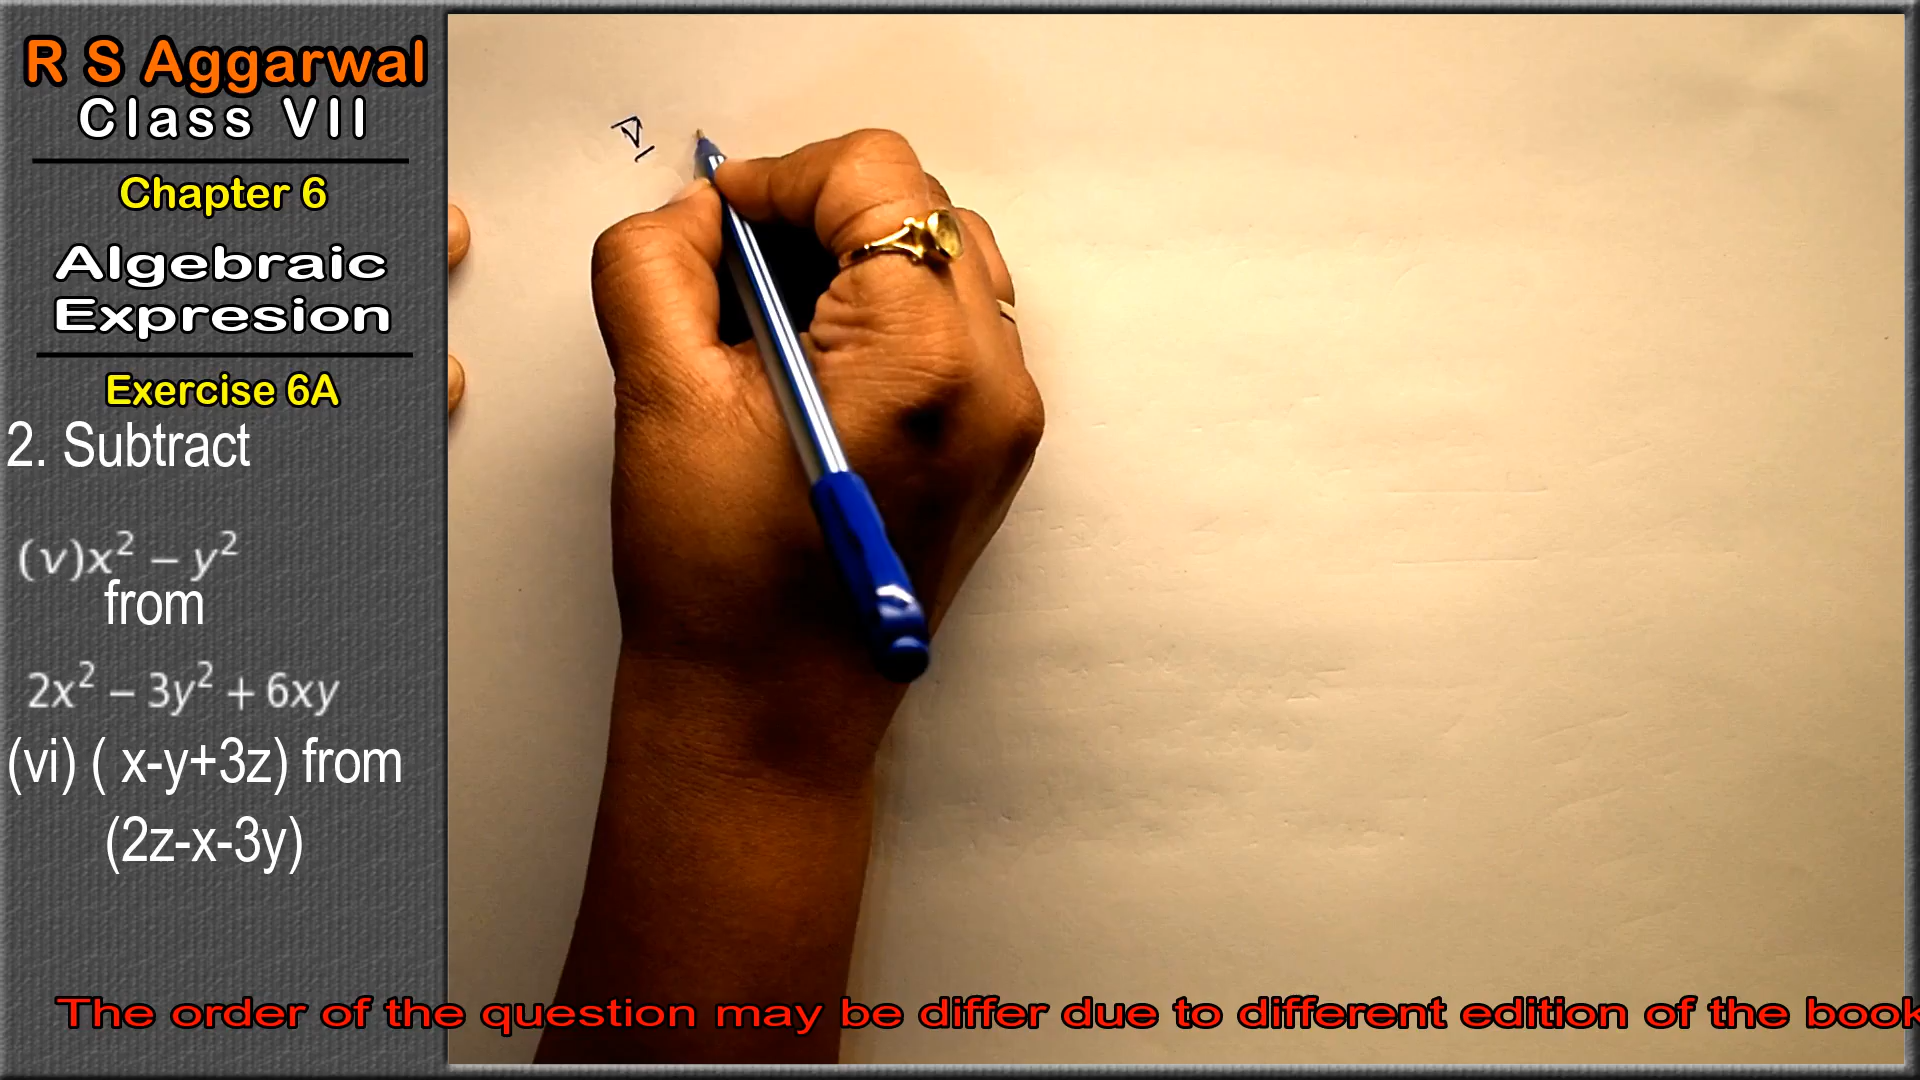 R S Aggarwal
Class VII
Chapter 6
Algebraic
Expresion
Exercise 6A
2. Subtract
(v)x² − y²
from
2x² − 3y² + 6xy
(vi) ( x-y+3z) from
(2z-x-3y)
V
The order of the question may be differ due to different edition of the book